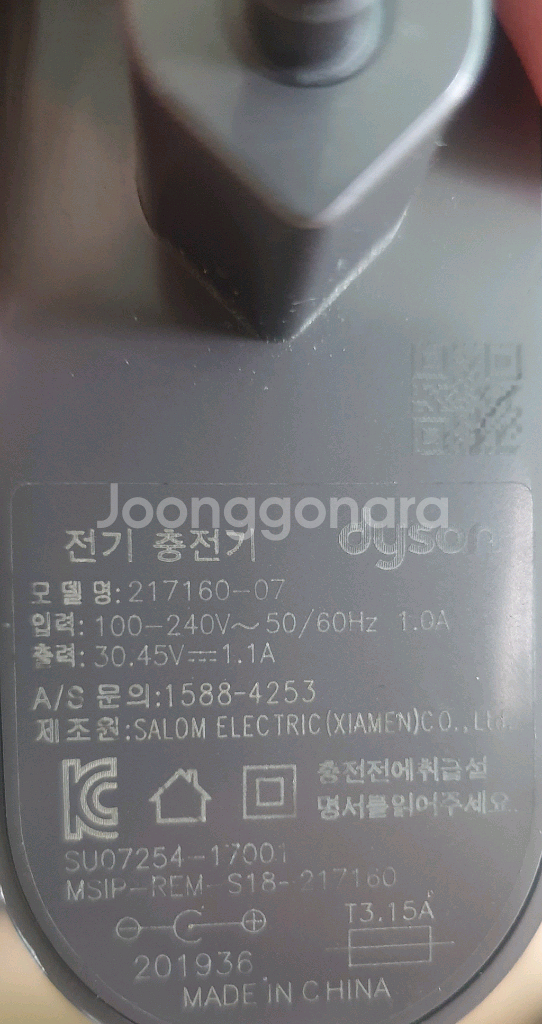 Joonggonara
전기 충전기 dyson
모델명:217160-07
입력: 100-240V~50/60Hz 1.0A
출력: 30.45V⎓1.1A
A/S 문의:1588-4253
제조원:SALOM ELECTRIC(XIAMEN)CO.,Ltd.
충전전에취급설
명서를읽어주세요.
SU07254-17001
MSIP-REM-S18-217160
T3.15A
201936
MADE IN CHINA